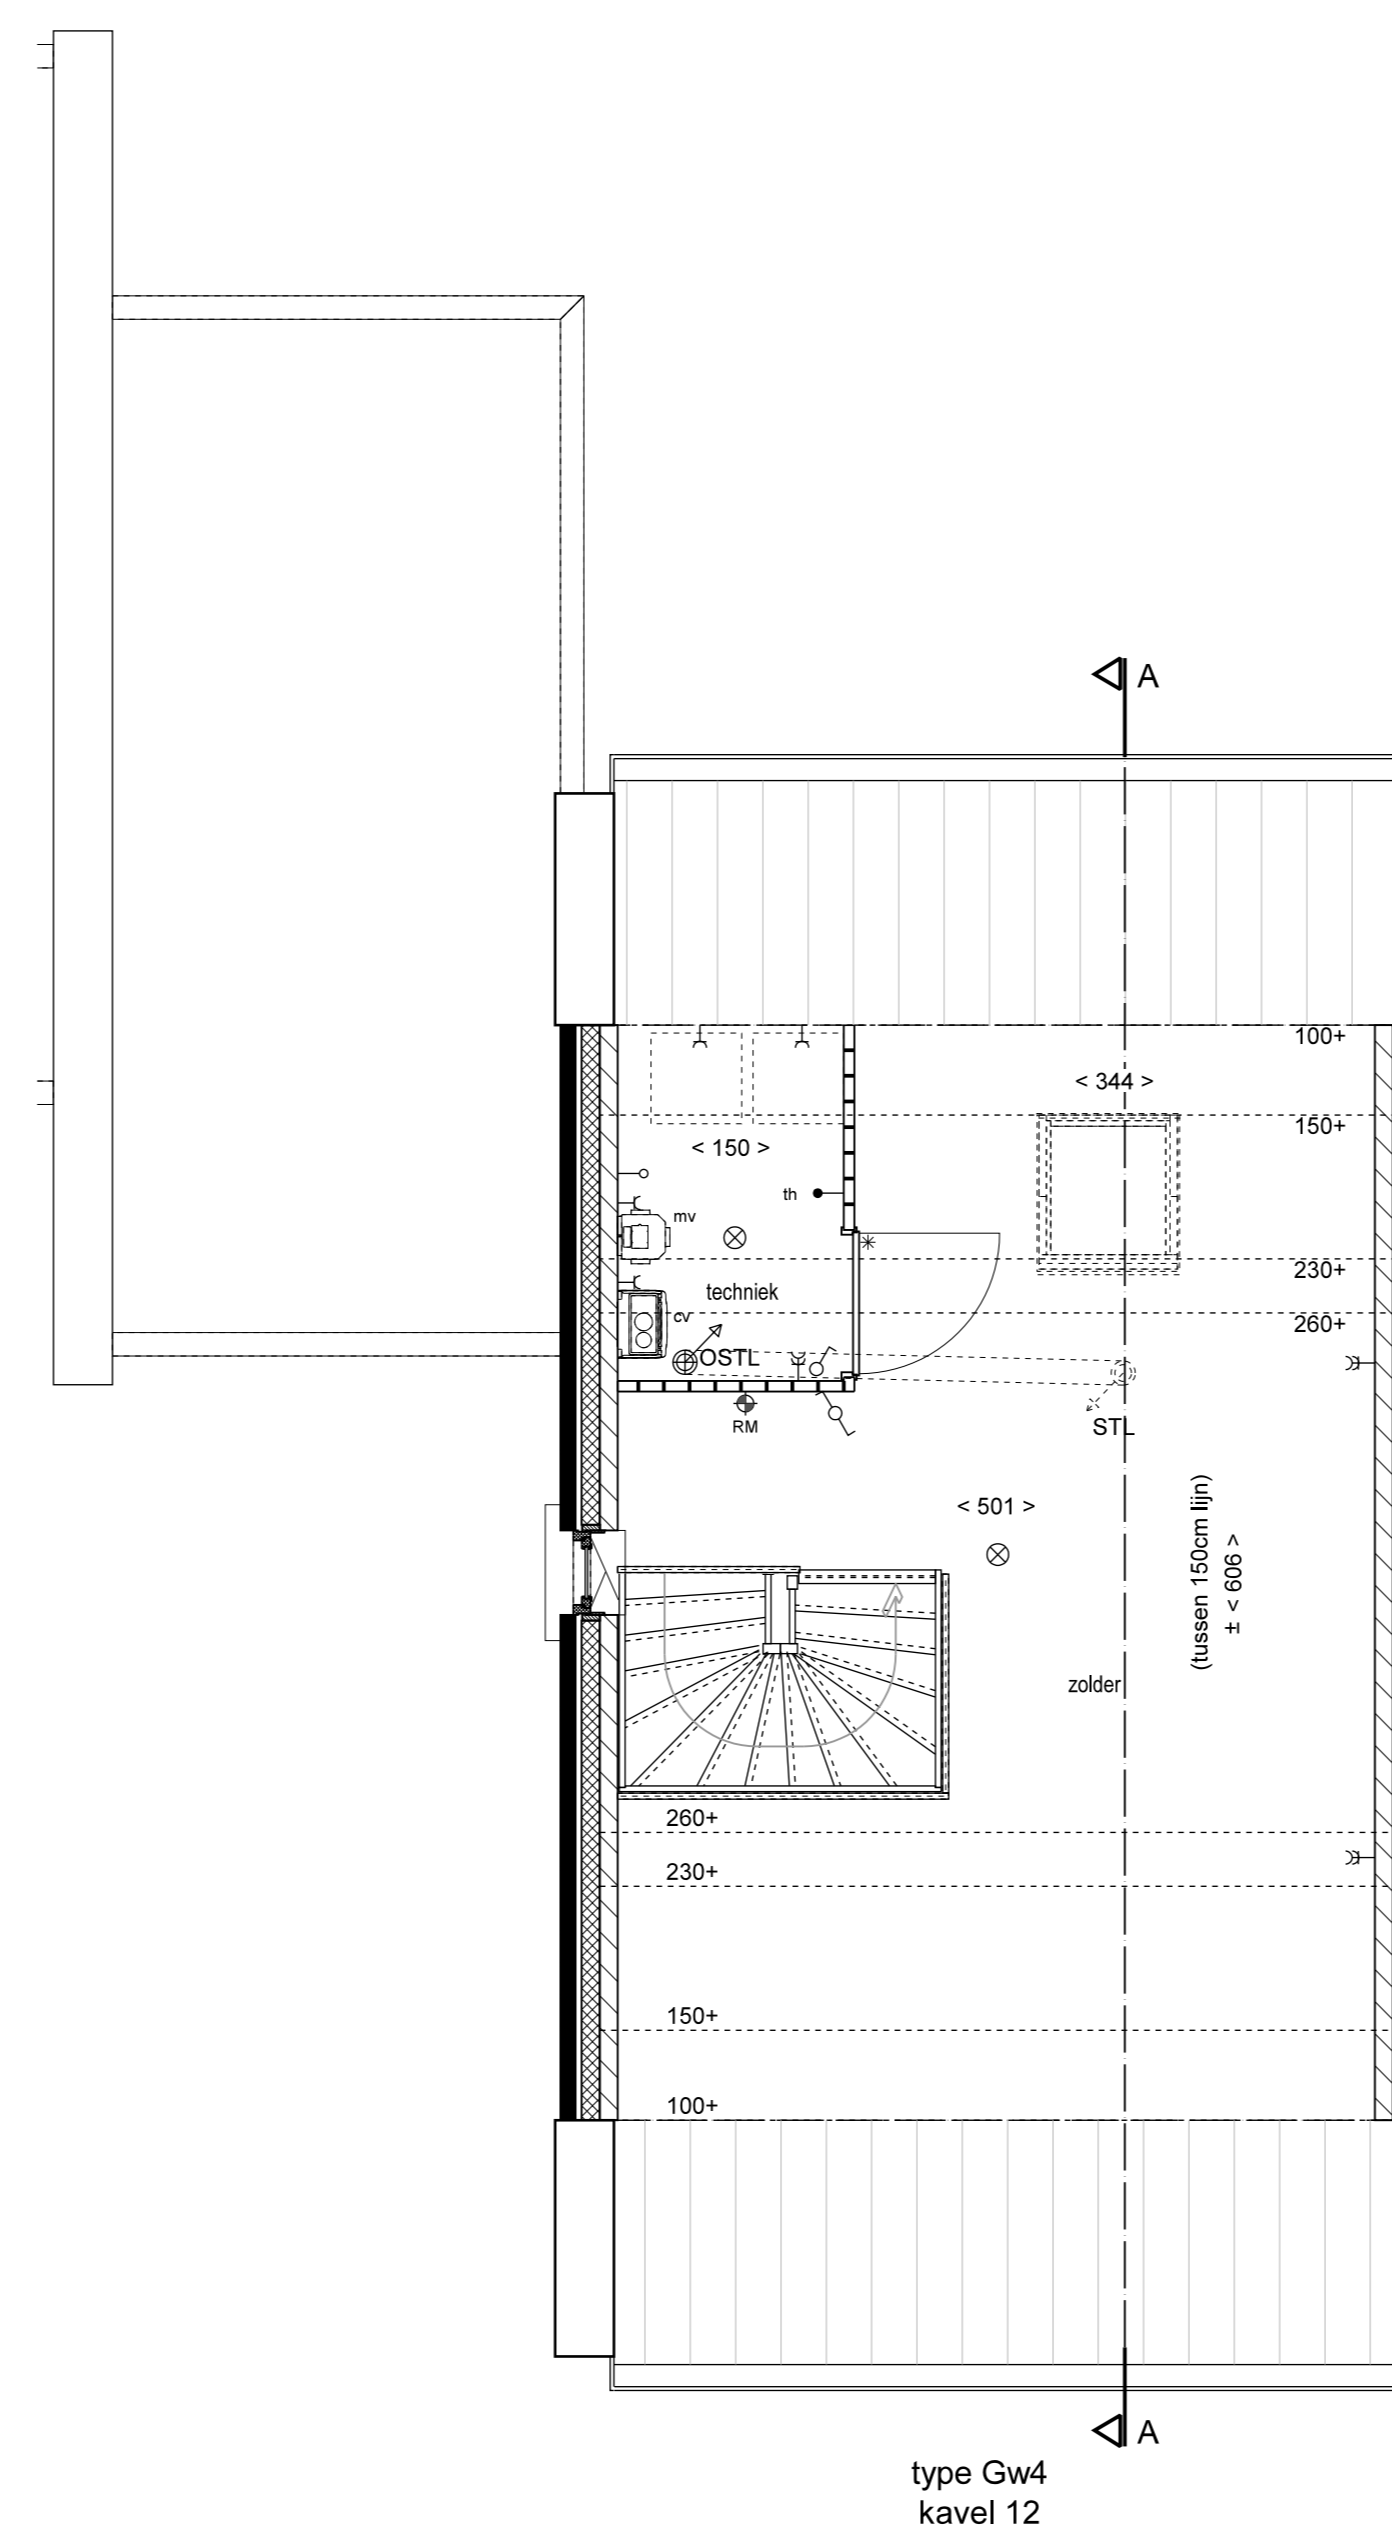 A
100+
< 344 >
150+
< 150 >
th
mv
230+
techniek
cv
260+
OSTL
RM
STL
< 501 >
(tussen 150cm lijn)
± < 606 >
zolder
260+
230+
150+
100+
A
type Gw4
kavel 12